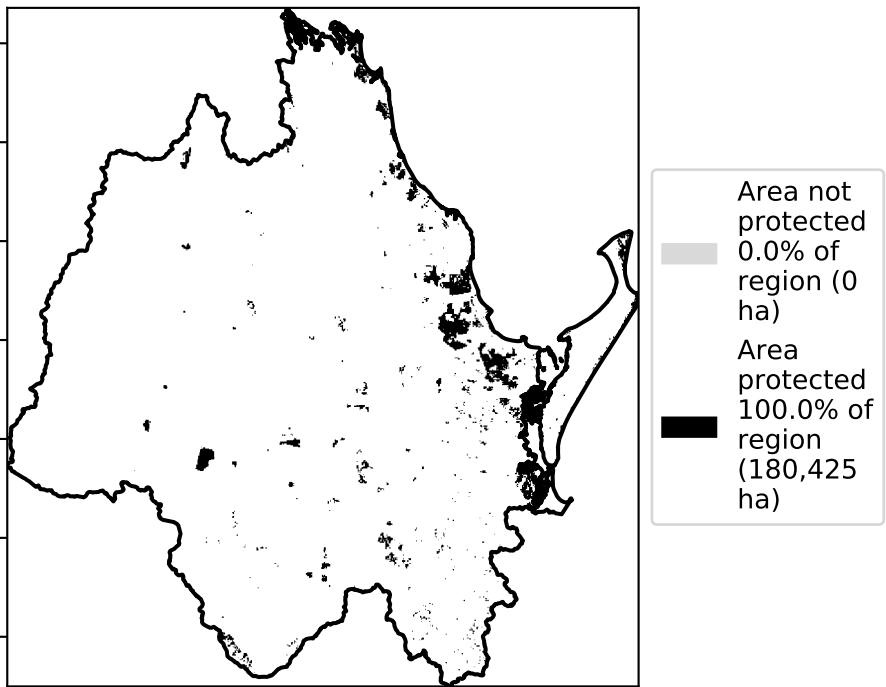 Area not
protected
0.0% of
region (0
ha)
Area
protected
100.0% of
region
(180,425
ha)